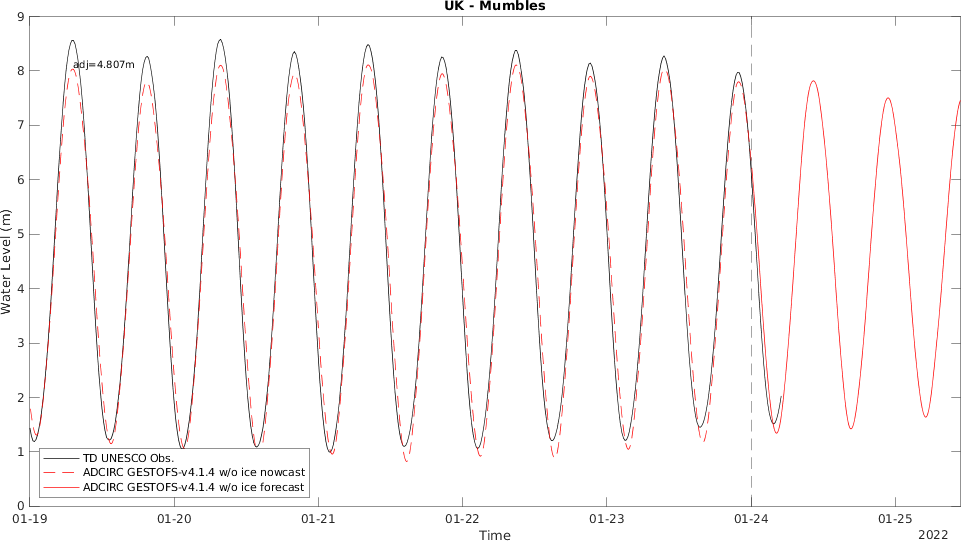 UK - Mumbles
9
8
7
6
5
4
3
2
1
0
Water Level (m)
adj=4.807m
TD UNESCO Obs.
ADCIRC GESTOFS-v4.1.4 w/o ice nowcast
ADCIRC GESTOFS-v4.1.4 w/o ice forecast
01-19 01-20 01-21 01-22 01-23 01-24 01-25
Time
2022